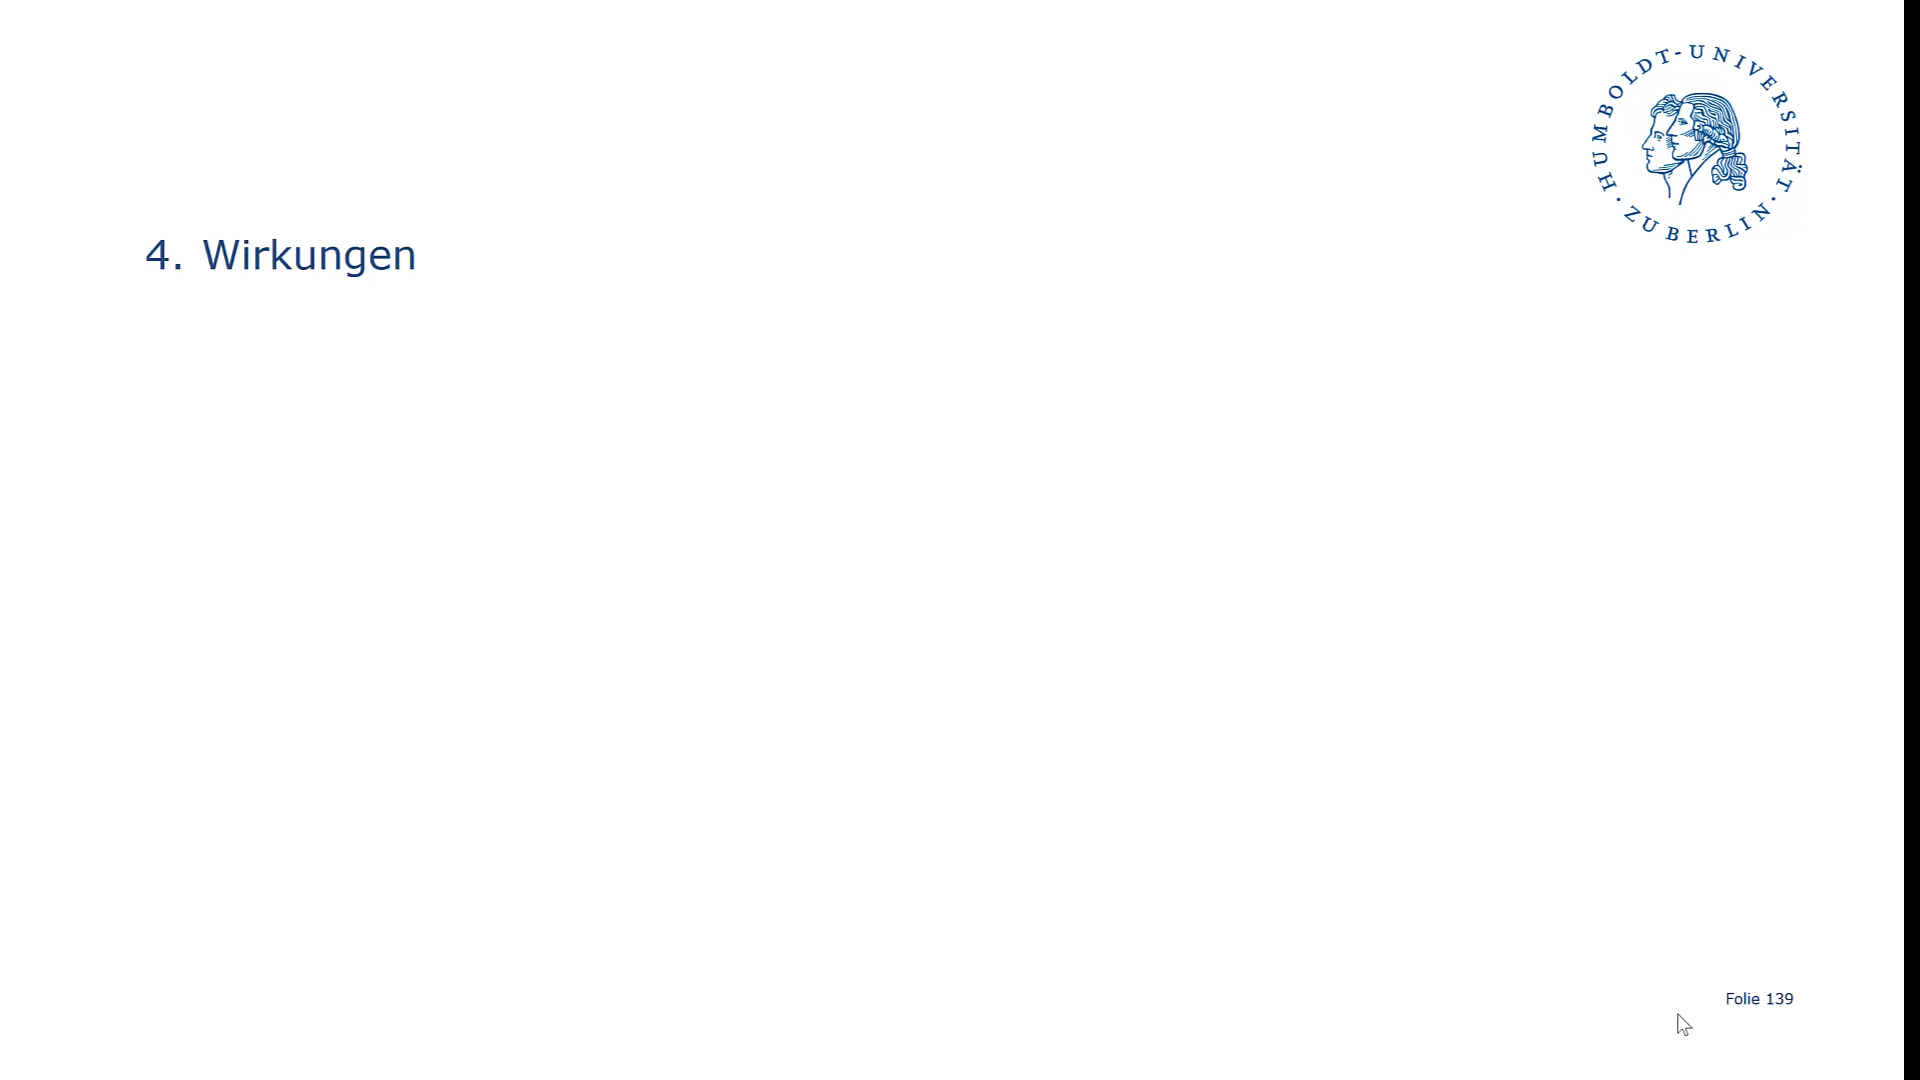 HUMBOLDT-UNIVERSITÄT · ZU BERLIN ·
4. Wirkungen
Folie 139